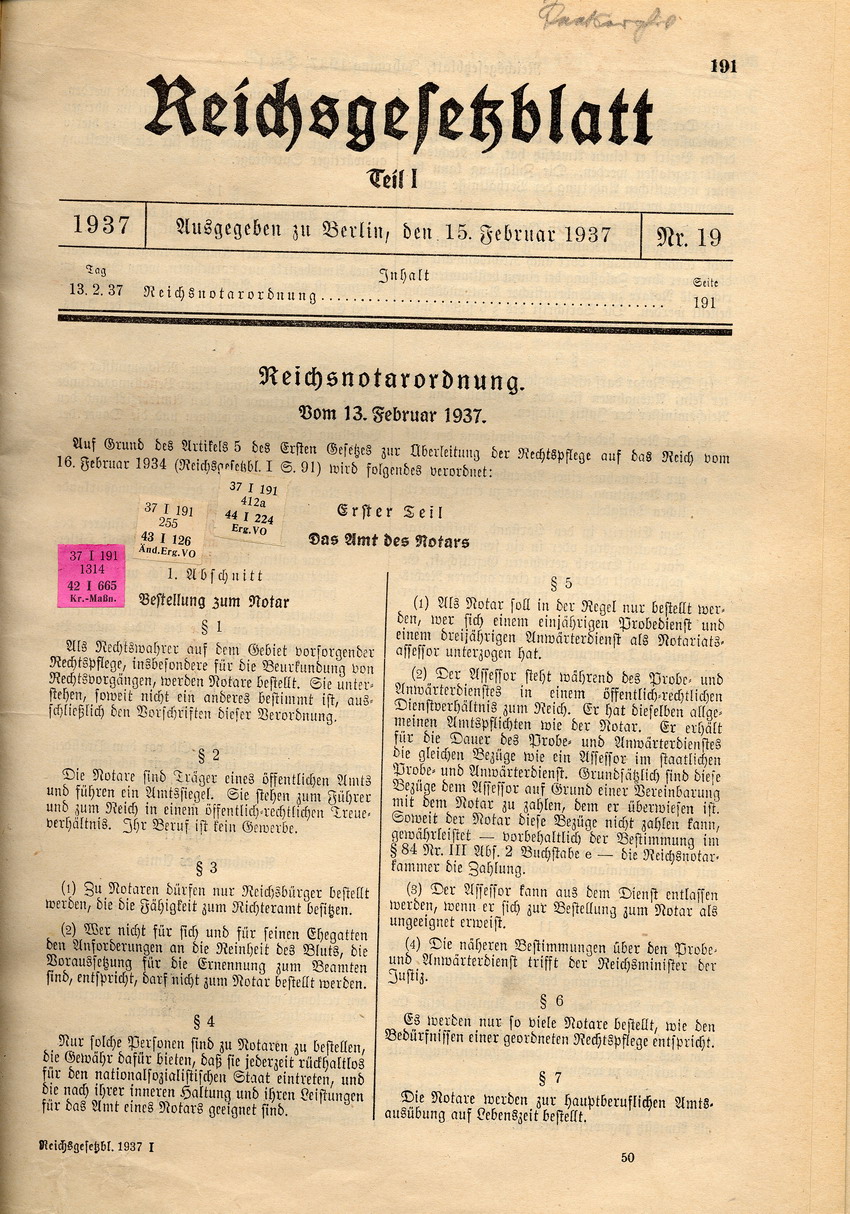 191
Reichsgesetzblatt
Teil I
1937
Ausgegeben zu Berlin, den 15. Februar 1937
Nr. 19
Tag
Inhalt
Seite
13. 2. 37 Reichsnotarordnung........................................ 191
Reichsnotarordnung.
Vom 13. Februar 1937.
Auf Grund des Artikels 5 des Ersten Gesetzes zur Überleitung der Rechtspflege auf das Reich vom
16. Februar 1934 (Reichsgesetzbl. I S. 91) wird folgendes verordnet:
Erster Teil
Das Amt des Notars
37 I 191
412a
44 I 224
Erg.VO
37 I 191
255
43 I 126
Änd.Erg.VO
37 I 191
1314
42 I 665
Kr.-Maßn.
1. Abschnitt
Bestellung zum Notar
§ 1
Als Rechtswahrer auf dem Gebiet vorsorgender
Rechtspflege, insbesondere für die Beurkundung von
Rechtsvorgängen, werden Notare bestellt. Sie unter-
stehen, soweit nicht ein anderes bestimmt ist, aus-
schließlich den Vorschriften dieser Verordnung.
§ 2
Die Notare sind Träger eines öffentlichen Amts
und führen ein Amtssiegel. Sie stehen zum Führer
und zum Reich in einem öffentlich-rechtlichen Treue-
verhältnis. Ihr Beruf ist kein Gewerbe.
§ 3
(1) Zu Notaren dürfen nur Reichsbürger bestellt
werden, die die Fähigkeit zum Richteramt besitzen.
(2) Wer nicht für sich und für seinen Ehegatten
den Anforderungen an die Reinheit des Bluts, die
Voraussetzung für die Ernennung zum Beamten
sind, entspricht, darf nicht zum Notar bestellt werden.
§ 4
Nur solche Personen sind zu Notaren zu bestellen,
die Gewähr dafür bieten, daß sie jederzeit rückhaltlos
für den nationalsozialistischen Staat eintreten, und
die nach ihrer inneren Haltung und ihren Leistungen
für das Amt eines Notars geeignet sind.
§ 5
(1) Als Notar soll in der Regel nur bestellt wer-
den, wer sich einem einjährigen Probedienst und
einem dreijährigen Anwärterdienst als Notariats-
assessor unterzogen hat.
(2) Der Assessor steht während des Probe- und
Anwärterdienstes in einem öffentlich-rechtlichen
Dienstverhältnis zum Reich. Er hat dieselben allge-
meinen Amtspflichten wie der Notar. Er erhält
für die Dauer des Probe- und Anwärterdienstes
die gleichen Bezüge wie ein Assessor im staatlichen
Probe- und Anwärterdienst. Grundsätzlich sind diese
Bezüge dem Assessor auf Grund einer Vereinbarung
mit dem Notar zu zahlen, dem er überwiesen ist.
Soweit der Notar diese Bezüge nicht zahlen kann,
gewährleistet — vorbehaltlich der Bestimmung im
§ 84 Nr. III Abs. 2 Buchstabe e — die Reichsnotar-
kammer die Zahlung.
(3) Der Assessor kann aus dem Dienst entlassen
werden, wenn er sich zur Bestellung zum Notar als
ungeeignet erweist.
(4) Die näheren Bestimmungen über den Probe-
und Anwärterdienst trifft der Reichsminister der
Justiz.
§ 6
Es werden nur so viele Notare bestellt, wie den
Bedürfnissen einer geordneten Rechtspflege entspricht.
§ 7
Die Notare werden zur hauptberuflichen Amts-
ausübung auf Lebenszeit bestellt.
Reichsgesetzbl. 1937 I
50